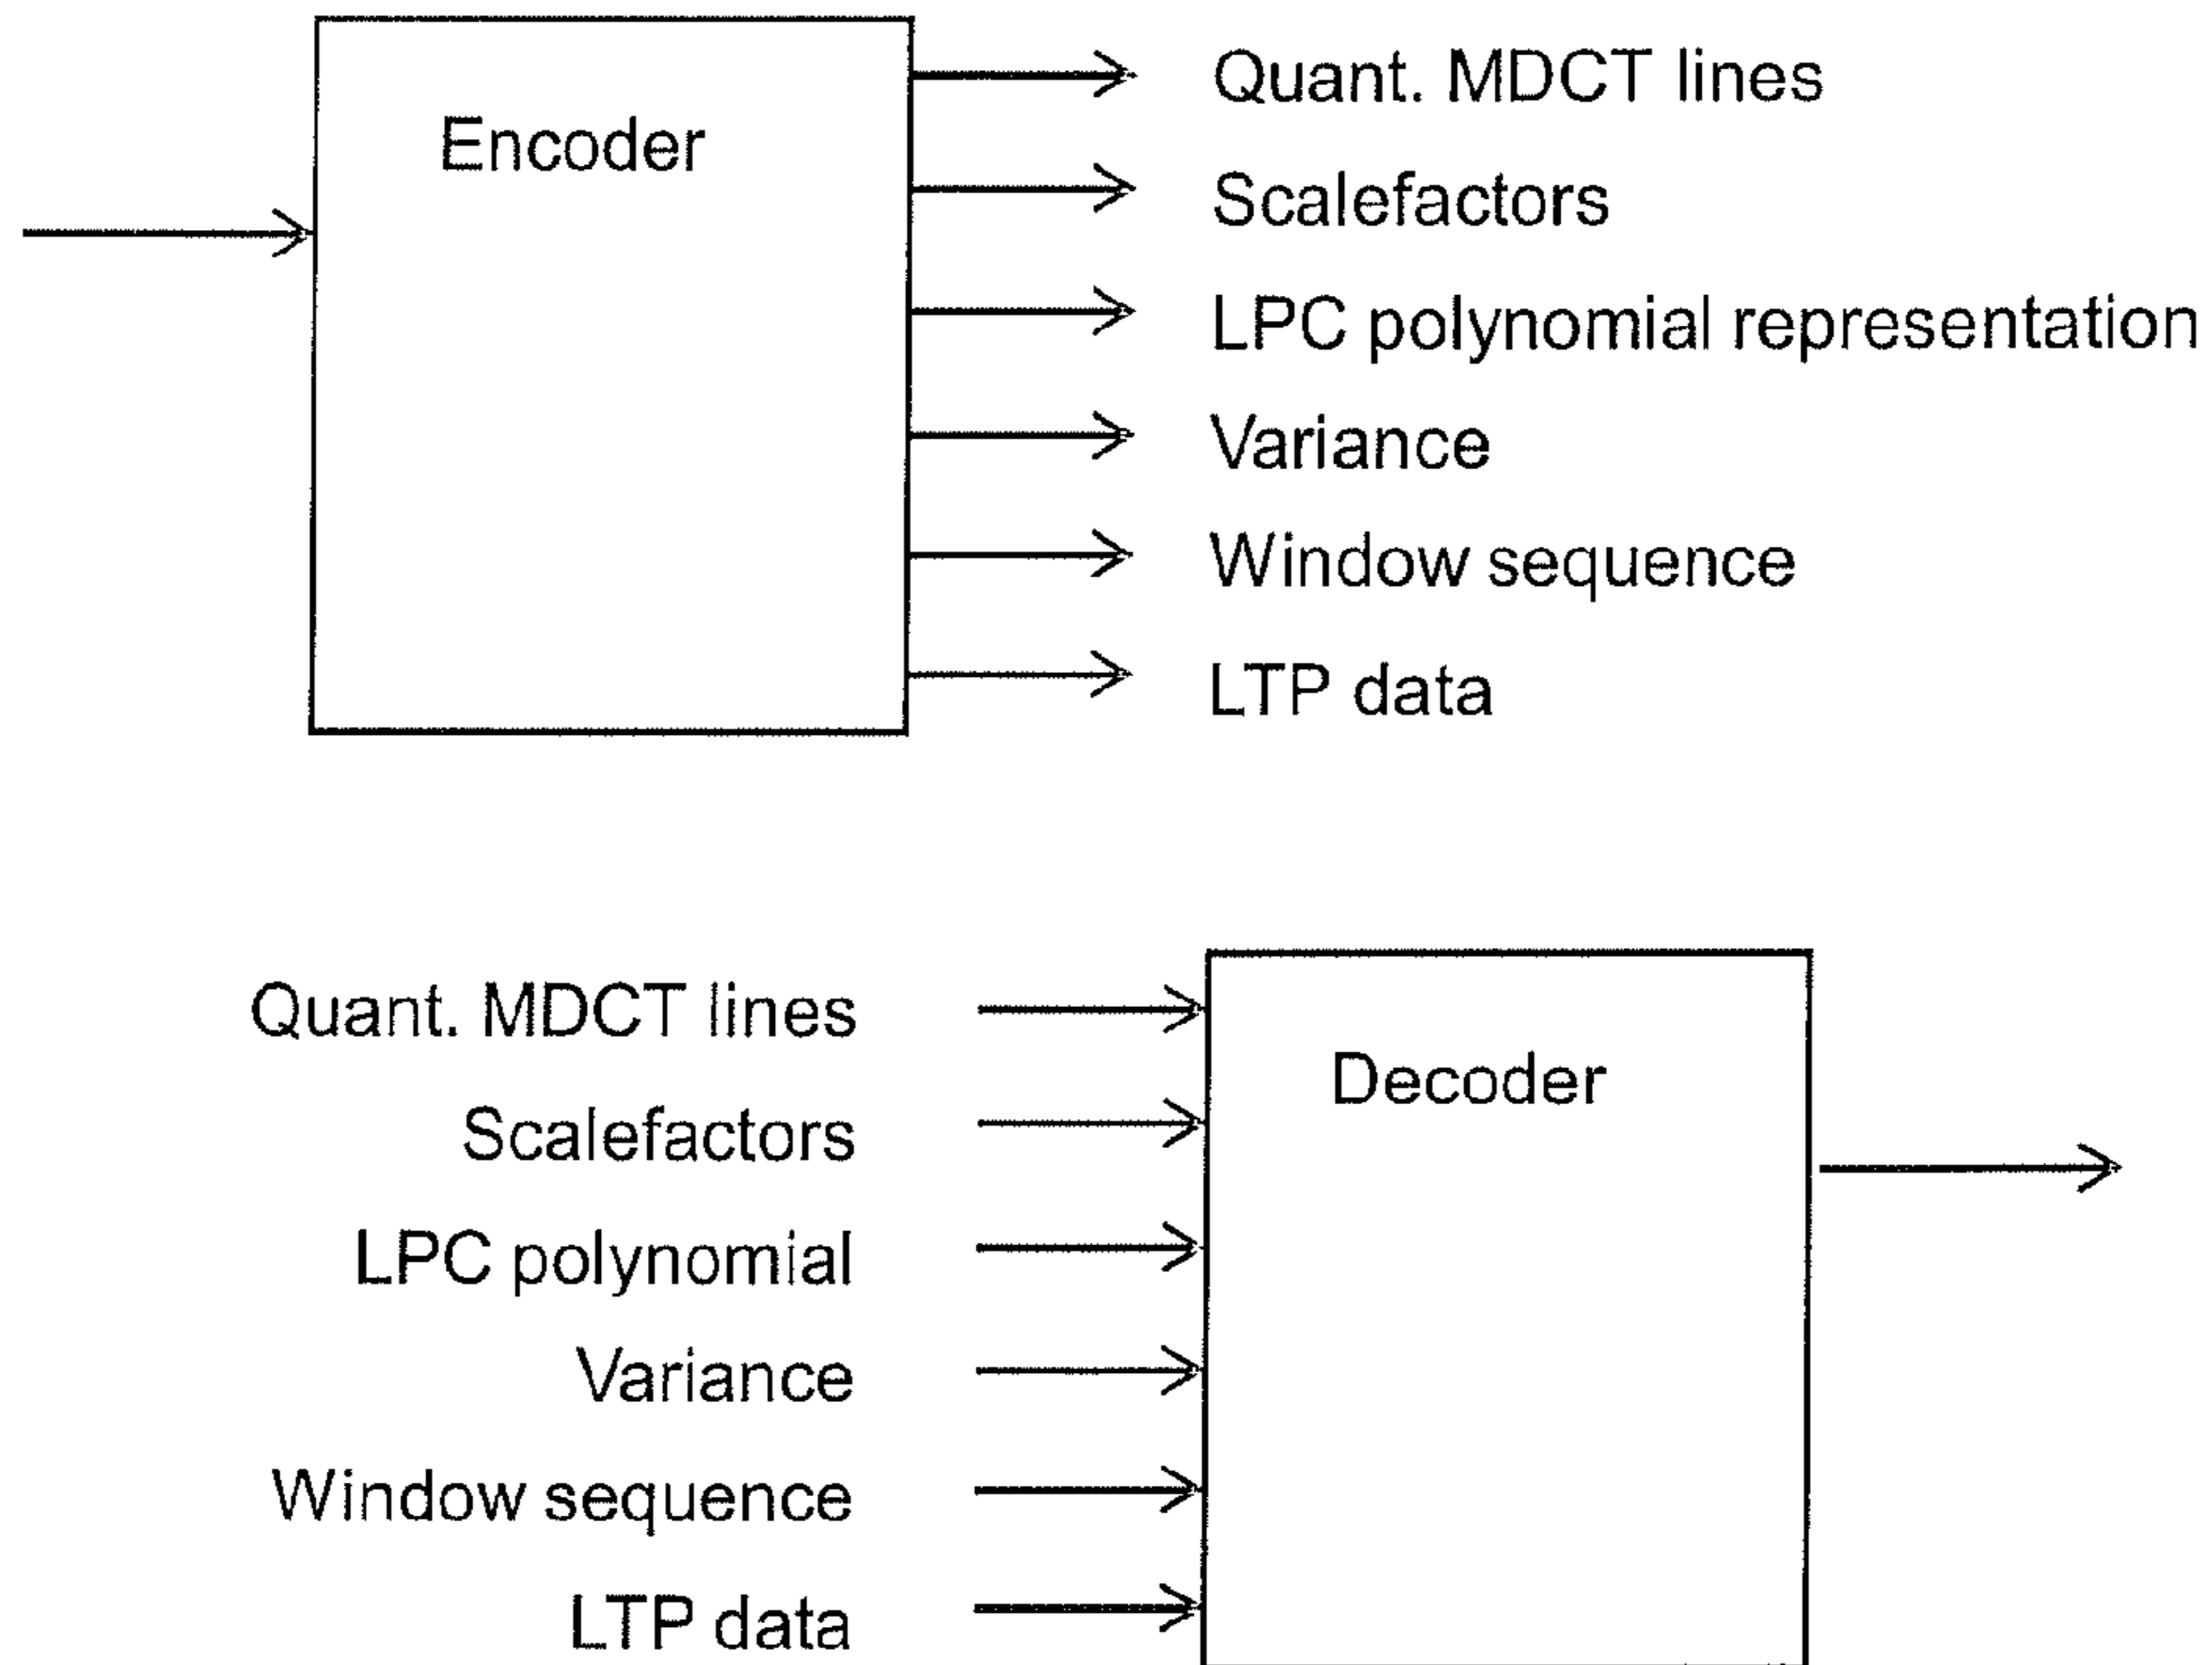 Encoder
Quant. MDCT lines
Scalefactors
LPC polynomial representation
Variance
Window sequence
LTP data
Quant. MDCT lines
Scalefactors
LPC polynomial
Variance
Window sequence
LTP data
Decoder